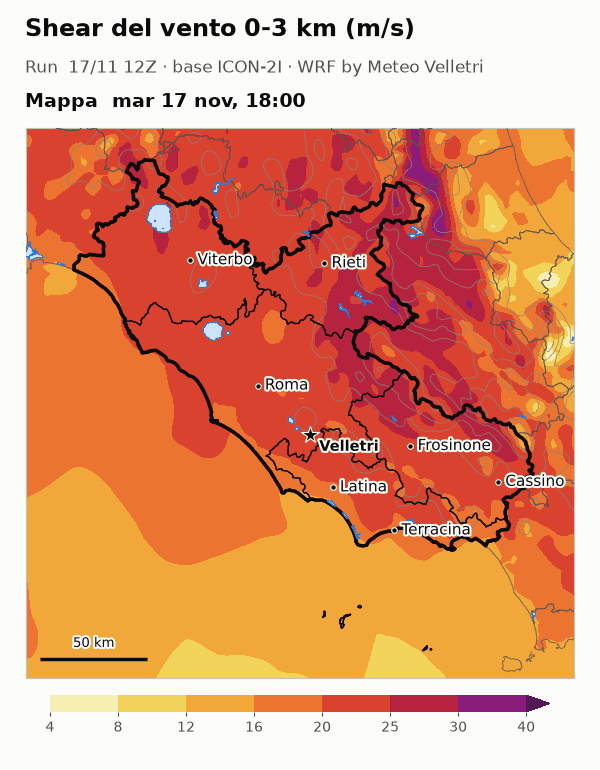 Shear del vento 0-3 km (m/s)
Run  17/11 12Z · base ICON-2I · WRF by Meteo Velletri
Mappa  mar 17 nov, 18:00
Viterbo
Rieti
Roma
Velletri
Frosinone
Cassino
Latina
Terracina
50 km
4 8 12 16 20 25 30 40